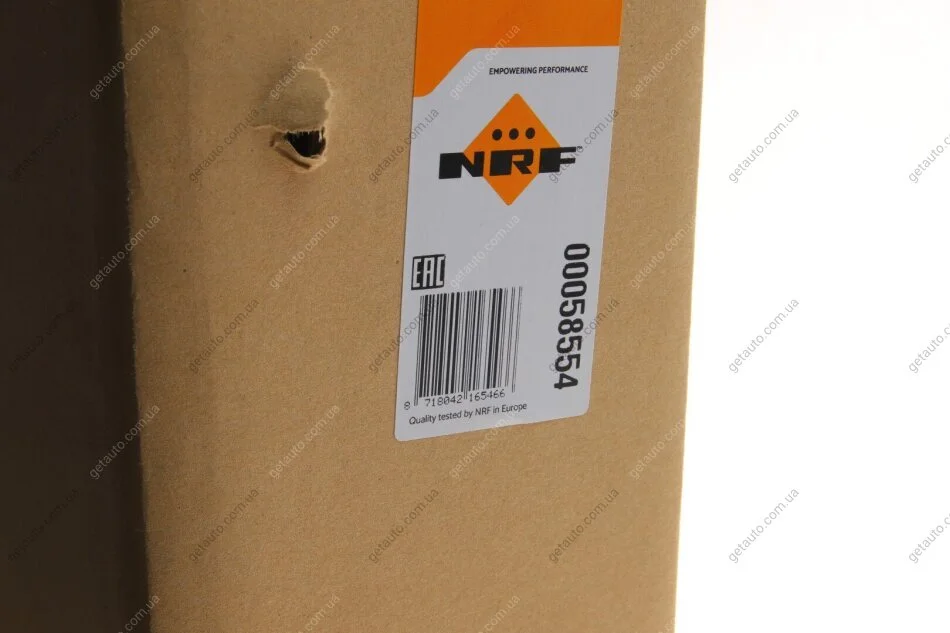 EMPOWERING PERFORMANCE
NRF
EAC
00058554
8 718042 165466
Quality tested by NRF in Europe
getauto.com.ua